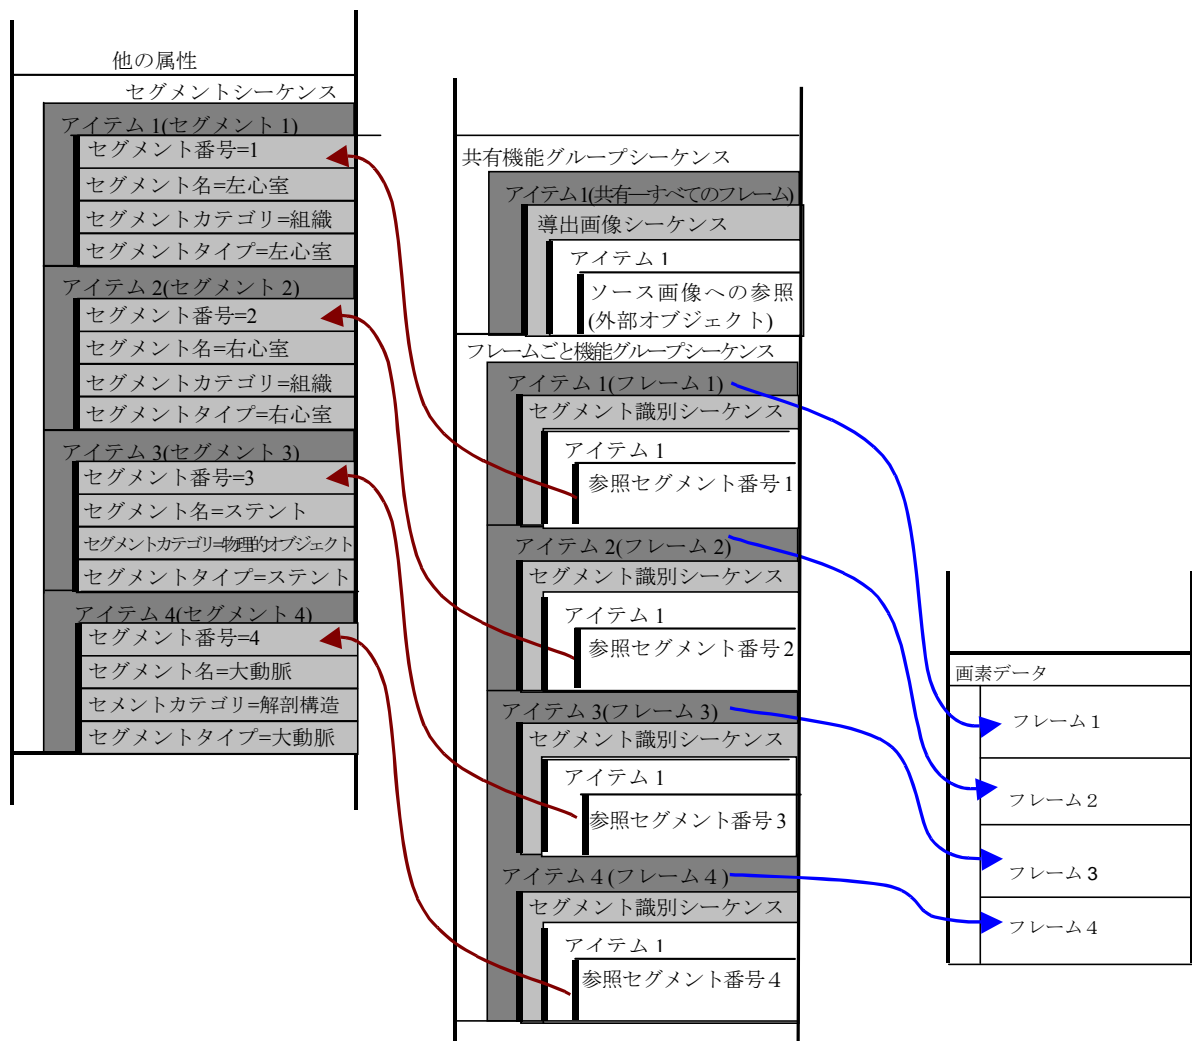 他の属性
セグメントシーケンス
アイテム 1(セグメント 1)
セグメント番号=1
セグメント名=左心室
セグメントカテゴリ=組織
セグメントタイプ=左心室
アイテム 2(セグメント 2)
セグメント番号=2
セグメント名=右心室
セグメントカテゴリ=組織
セグメントタイプ=右心室
アイテム 3(セグメント 3)
セグメント番号=3
セグメント名=ステント
セグメントカテゴリ=物理的オブジェクト
セグメントタイプ=ステント
アイテム 4(セグメント 4)
セグメント番号=4
セグメント名=大動脈
セメントカテゴリ=解剖構造
セグメントタイプ=大動脈
共有機能グループシーケンス
アイテム1(共有―すべてのフレーム)
導出画像シーケンス
アイテム 1
ソース画像への参照
(外部オブジェクト)
フレームごと機能グループシーケンス
アイテム 1(フレーム 1)
セグメント識別シーケンス
アイテム 1
参照セグメント番号1
アイテム 2(フレーム 2)
セグメント識別シーケンス
アイテム 1
参照セグメント番号2
アイテム 3(フレーム 3)
セグメント識別シーケンス
アイテム 1
参照セグメント番号3
アイテム４(フレーム４)
セグメント識別シーケンス
アイテム 1
参照セグメント番号４
画素データ
フレーム１
フレーム２
フレーム 3
フレーム４